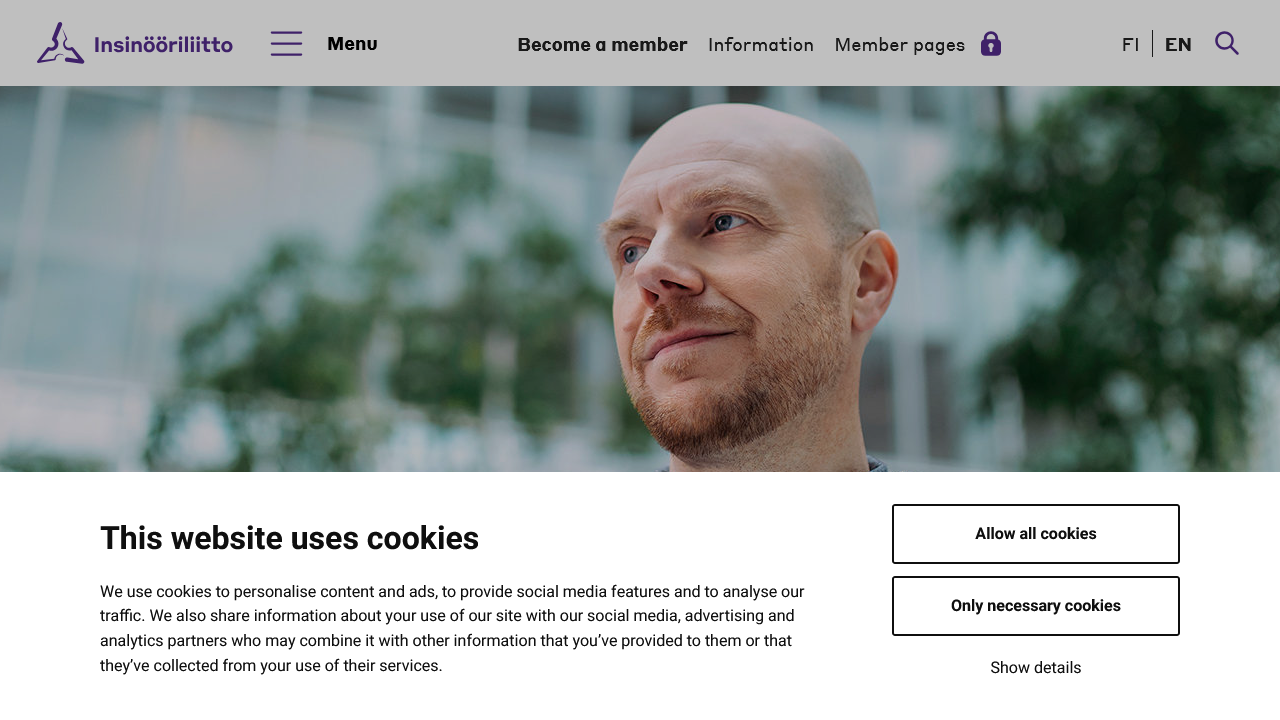 Insinööriliitto
Menu
Become a member
Information
Member pages
FI
EN
This website uses cookies
We use cookies to personalise content and ads, to provide social media features and to analyse our
traffic. We also share information about your use of our site with our social media, advertising and
analytics partners who may combine it with other information that you’ve provided to them or that
they’ve collected from your use of their services.
Allow all cookies
Only necessary cookies
Show details